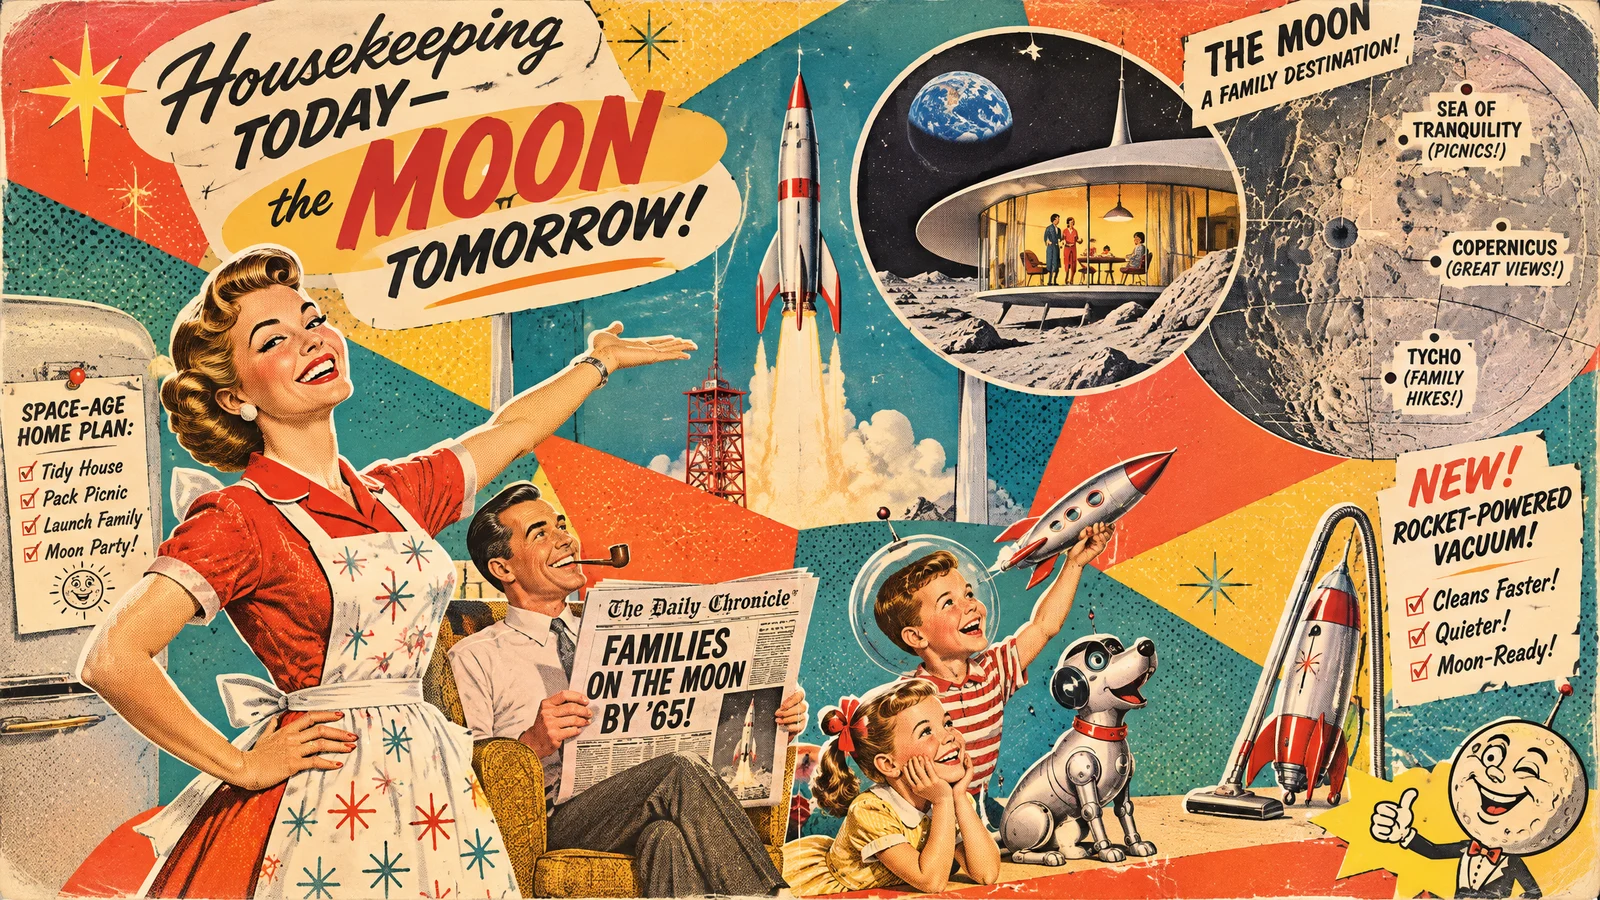 Housekeeping
TODAY—
the MOON
TOMORROW!
THE MOON
A FAMILY DESTINATION!
SEA OF
TRANQUILITY
(PICNICS!)
COPERNICUS
(GREAT VIEWS!)
TYCHO
(FAMILY
HIKES!)
SPACE-AGE
HOME PLAN:
Tidy House
Pack Picnic
Launch Family
Moon Party!
The Daily Chronicle
FAMILIES
ON THE MOON
BY '65!
NEW!
ROCKET-POWERED
VACUUM!
Cleans Faster!
Quieter!
Moon-Ready!